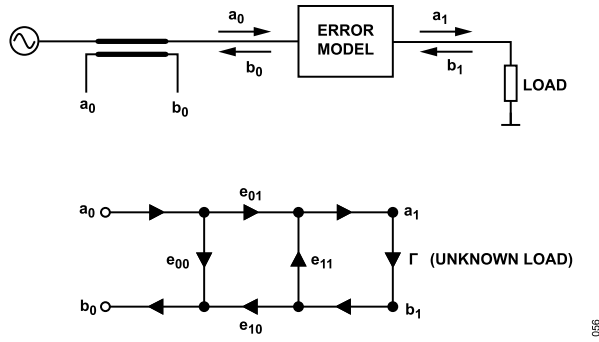 a0
a1
ERROR
MODEL
b0
b1
LOAD
a0
b0
a0
e01
a1
e00
e11
Γ (UNKNOWN LOAD)
b0
e10
b1
056